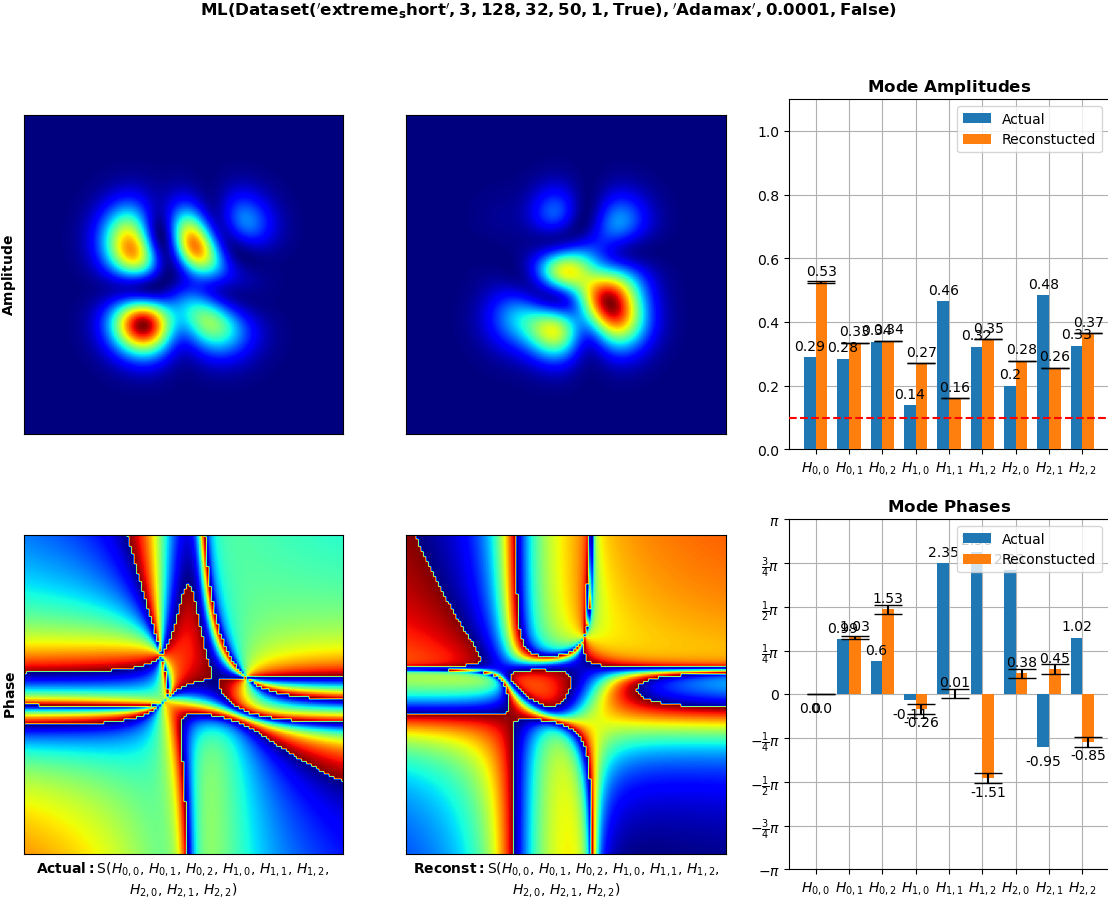 ML(Dataset('extreme_short', 3, 128, 32, 50, 1, True), 'Adamax', 0.0001, False)
Amplitude
Mode Amplitudes
Actual
Reconstucted
1.0
0.8
0.6
0.4
0.2
0.0
0.29 0.53 0.28 0.33 0.34 0.34 0.14 0.27 0.46 0.16 0.32 0.35 0.2 0.28 0.48 0.26 0.33 0.37
H0,0 H0,1 H0,2 H1,0 H1,1 H1,2 H2,0 H2,1 H2,2
Phase
Mode Phases
Actual
Reconstucted
π
3/4π
1/2π
1/4π
0
−1/4π
−1/2π
−3/4π
−π
0.0 0.0 0.99 1.03 0.6 1.53 -0.11 -0.26 2.35 0.01 -1.51 0.38 -0.95 0.45 1.02 -0.85
H0,0 H0,1 H0,2 H1,0 H1,1 H1,2 H2,0 H2,1 H2,2
Actual: S(H0,0, H0,1, H0,2, H1,0, H1,1, H1,2,
H2,0, H2,1, H2,2)
Reconst: S(H0,0, H0,1, H0,2, H1,0, H1,1, H1,2,
H2,0, H2,1, H2,2)